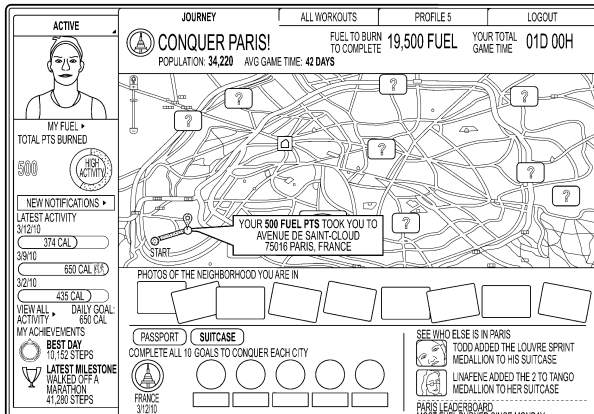 JOURNEY
ALL WORKOUTS
PROFILE 5
LOGOUT
ACTIVE
CONQUER PARIS!
POPULATION: 34,220 AVG GAME TIME: 42 DAYS
FUEL TO BURN
TO COMPLETE
19,500 FUEL
YOUR TOTAL
GAME TIME
01D 00H
MY FUEL
TOTAL PTS BURNED
500
HIGH
ACTIVITY
NEW NOTIFICATIONS
LATEST ACTIVITY
3/12/10
374 CAL
3/9/10
650 CAL
3/2/10
435 CAL
VIEW ALL
ACTIVITY
DAILY GOAL:
650 CAL
MY ACHIEVEMENTS
BEST DAY
10,152 STEPS
LATEST MILESTONE
WALKED OFF A
MARATHON
41,280 STEPS
?
?
?
?
?
?
?
START
YOUR 500 FUEL PTS TOOK YOU TO
AVENUE DE SAINT-CLOUD
75016 PARIS, FRANCE
PHOTOS OF THE NEIGHBORHOOD YOU ARE IN
PASSPORT
SUITCASE
COMPLETE ALL 10 GOALS TO CONQUER EACH CITY
FRANCE
3/12/10
SEE WHO ELSE IS IN PARIS
TODD ADDED THE LOUVRE SPRINT
MEDALLION TO HIS SUITCASE
LINAFENE ADDED THE 2 TO TANGO
MEDALLION TO HER SUITCASE
PARIS LEADERBOARD